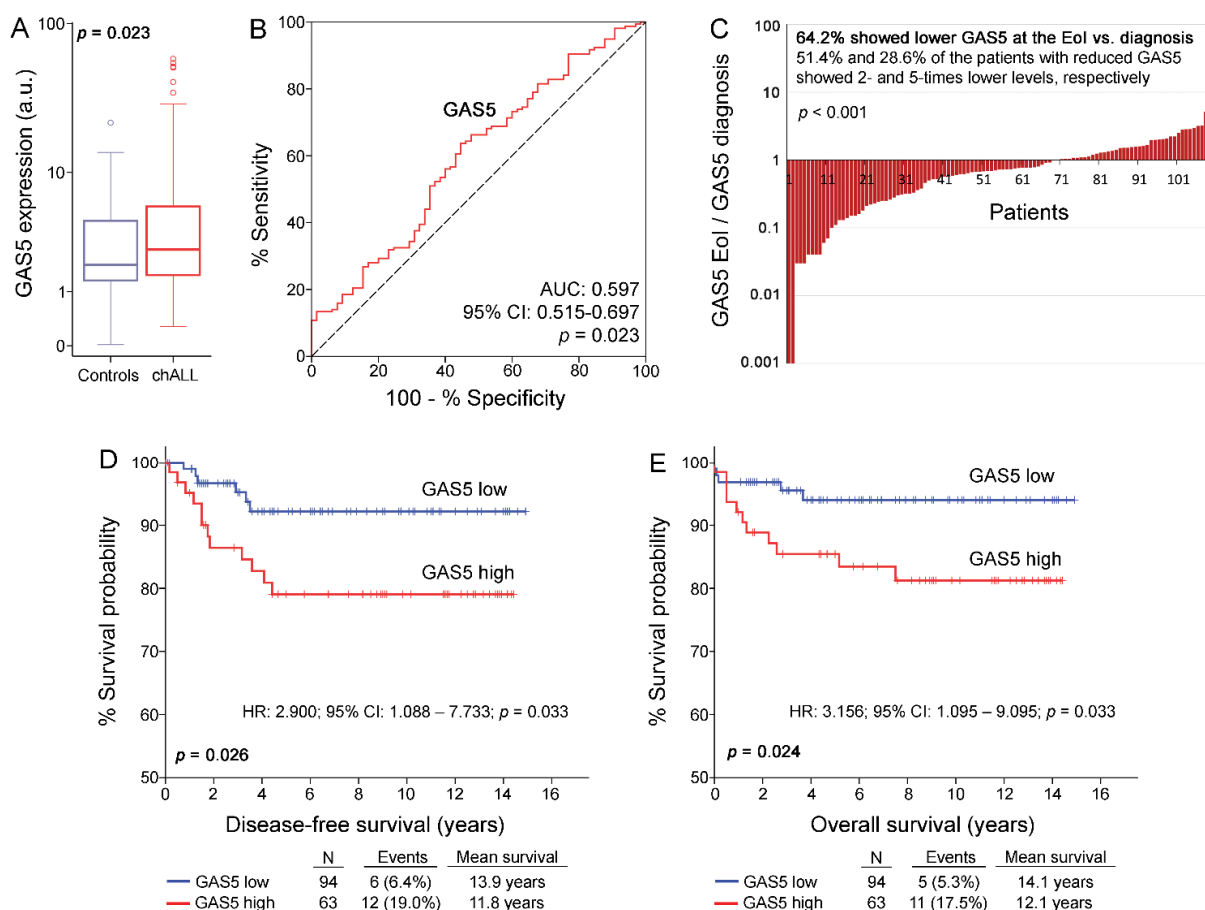 A
p = 0.023
GAS5 expression (a.u.)
100
10
1
0
Controls
chALL
B
% Sensitivity
100
80
60
40
20
0
GAS5
AUC: 0.597
95% CI: 0.515-0.697
p = 0.023
0 20 40 60 80 100
100 - % Specificity
C
GAS5 EoI / GAS5 diagnosis
100
10
1
0.1
0.01
0.001
64.2% showed lower GAS5 at the EoI vs. diagnosis
51.4% and 28.6% of the patients with reduced GAS5
showed 2- and 5-times lower levels, respectively
p < 0.001
1 11 21 31 41 51 61 71 81 91 101
Patients
D
% Survival probability
100
90
80
70
60
50
GAS5 low
GAS5 high
HR: 2.900; 95% CI: 1.088 – 7.733; p = 0.033
p = 0.026
0 2 4 6 8 10 12 14 16
Disease-free survival (years)
N Events Mean survival
GAS5 low 94 6 (6.4%) 13.9 years
GAS5 high 63 12 (19.0%) 11.8 years
E
% Survival probability
100
90
80
70
60
50
GAS5 low
GAS5 high
HR: 3.156; 95% CI: 1.095 – 9.095; p = 0.033
p = 0.024
0 2 4 6 8 10 12 14 16
Overall survival (years)
N Events Mean survival
GAS5 low 94 5 (5.3%) 14.1 years
GAS5 high 63 11 (17.5%) 12.1 years